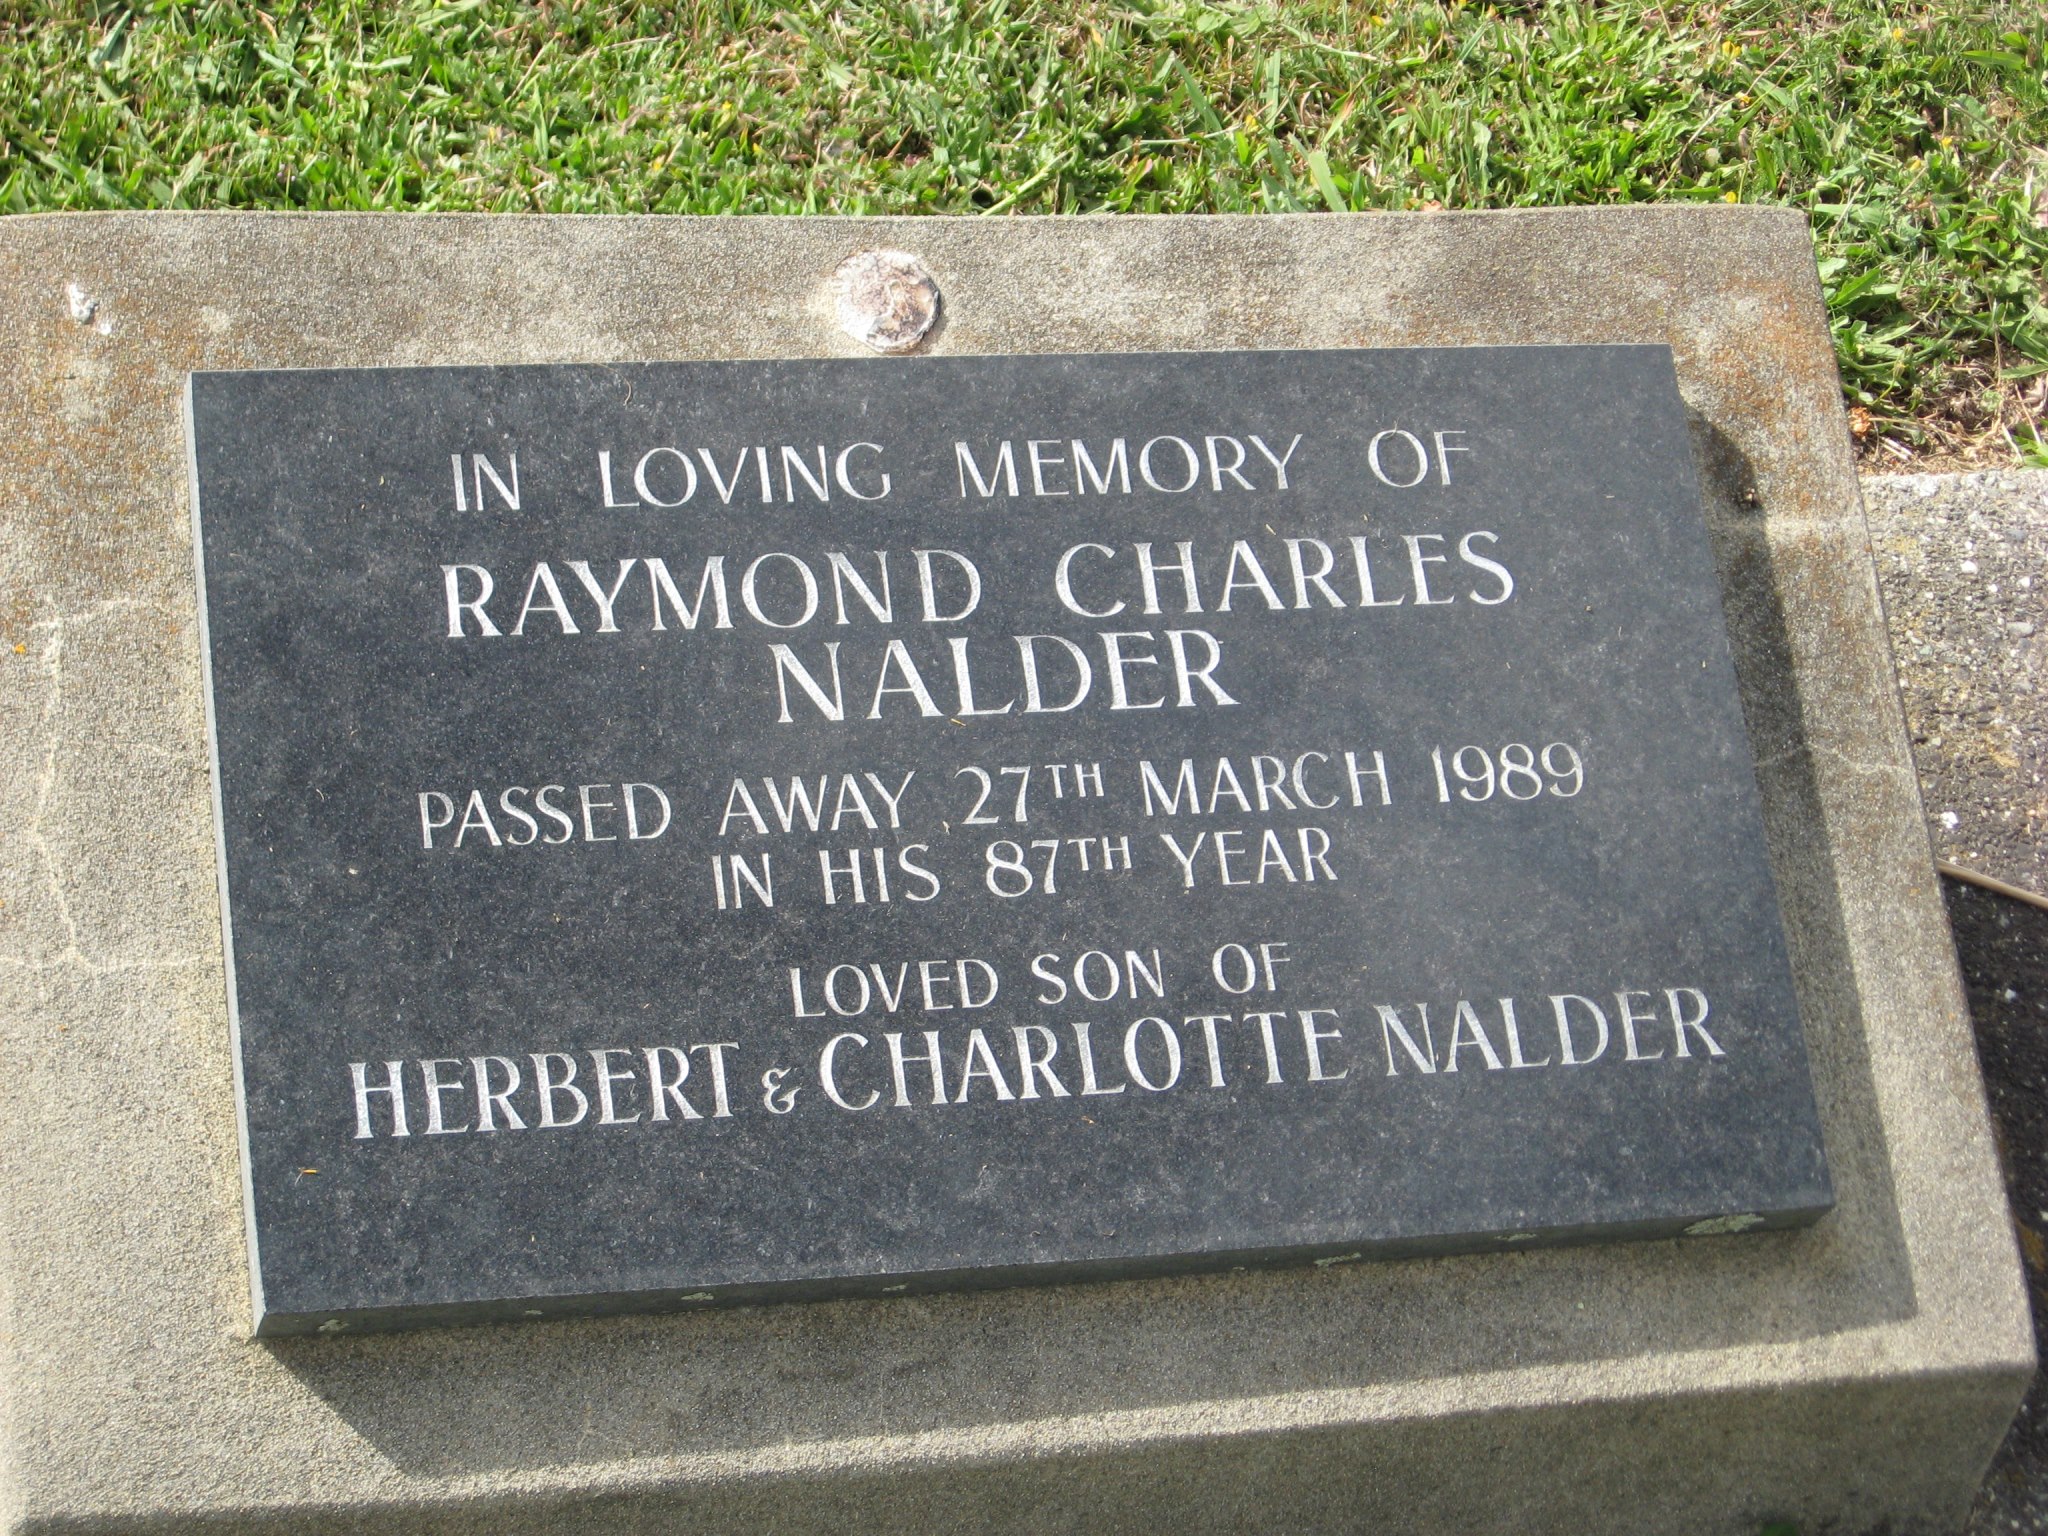 IN LOVING MEMORY OF
RAYMOND CHARLES
NALDER
PASSED AWAY 27TH MARCH 1989
IN HIS 87TH YEAR
LOVED SON OF
HERBERT & CHARLOTTE NALDER